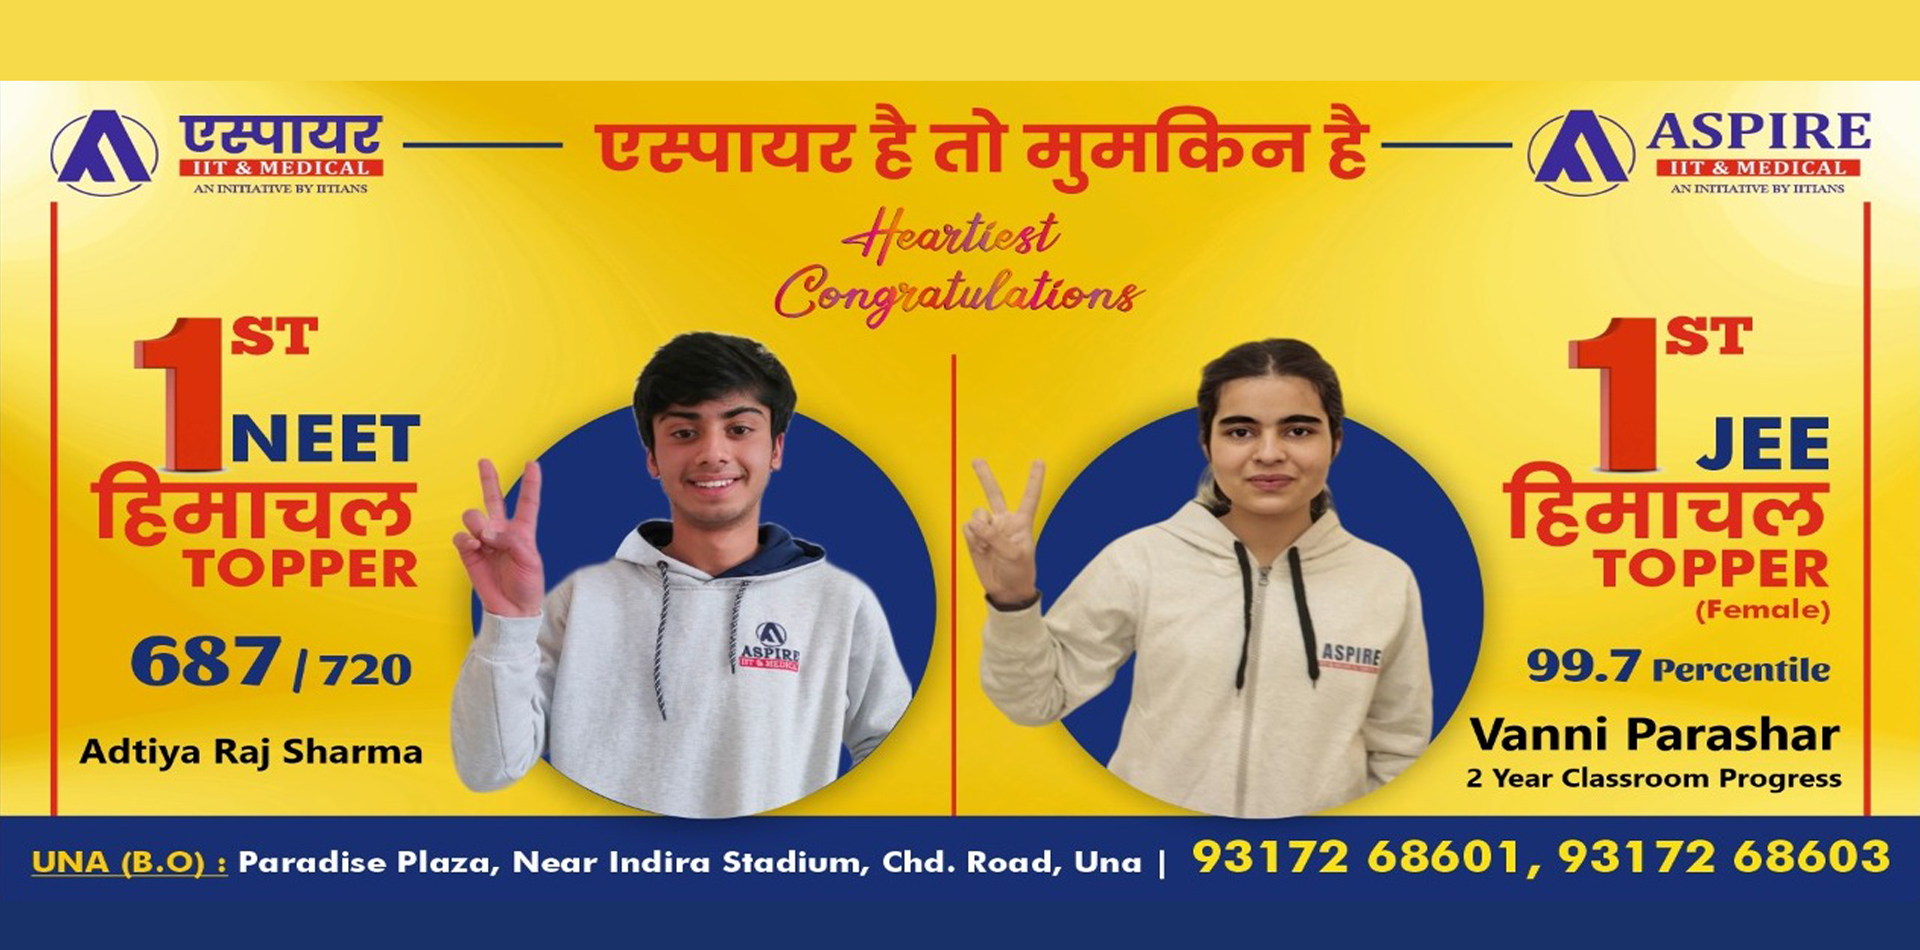 एस्पायर
IIT & MEDICAL
AN INITIATIVE BY IITIANS
एस्पायर है तो मुमकिन है
ASPIRE
IIT & MEDICAL
AN INITIATIVE BY IITIANS
Heartiest
Congratulations
1ST
NEET
हिमाचल
TOPPER
687/720
Adtiya Raj Sharma
ASPIRE
IIT & MEDICAL
1ST
JEE
हिमाचल
TOPPER
(Female)
99.7 Percentile
Vanni Parashar
2 Year Classroom Progress
ASPIRE
UNA (B.O) : Paradise Plaza, Near Indira Stadium, Chd. Road, Una | 93172 68601, 93172 68603